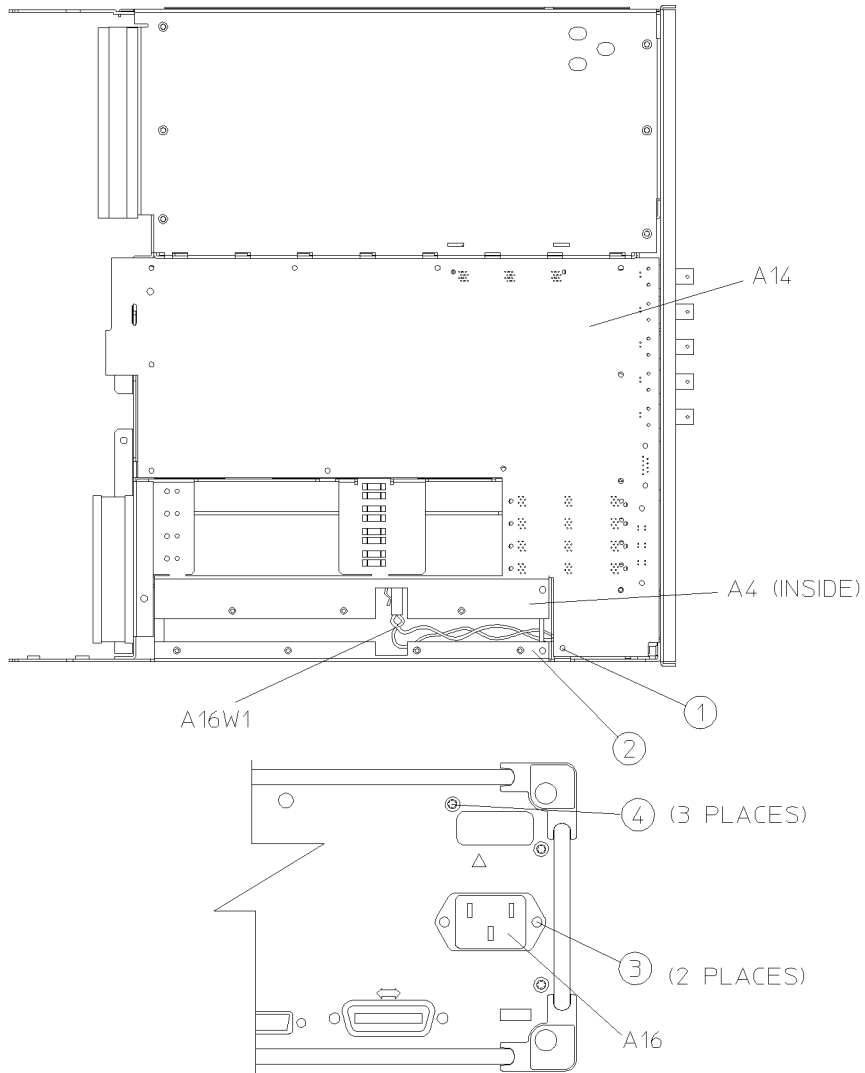 A14
A4 (INSIDE)
A16W1
1
2
4 (3 PLACES)
3 (2 PLACES)
A16